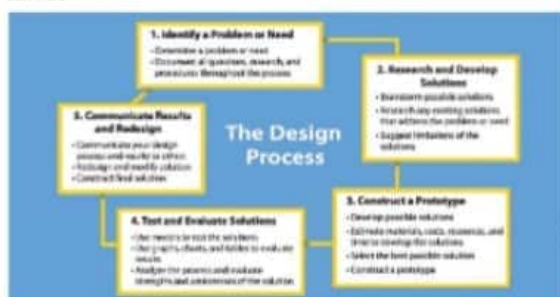 1. Identify a Problem or Need
• Determine a problem or need
• Document all questions, research, and
procedures throughout the process
2. Research and Develop
Solutions
• Brainstorm possible solutions
• Research any existing solutions
that address the problem or need
• Suggest limitations of the
solutions
The Design
Process
3. Construct a Prototype
• Develop possible solutions
• Estimate materials, costs, resources, and
time to develop the solutions
• Select the best possible solution
• Construct a prototype
4. Test and Evaluate Solutions
• Use models to test the solutions
• Use graphs, charts, and tables to evaluate
results
• Analyze the process and evaluate
strengths and weaknesses of the solution
5. Communicate Results
and Redesign
• Communicate your design
process and results to others
• Redesign and modify solution
• Construct final solution